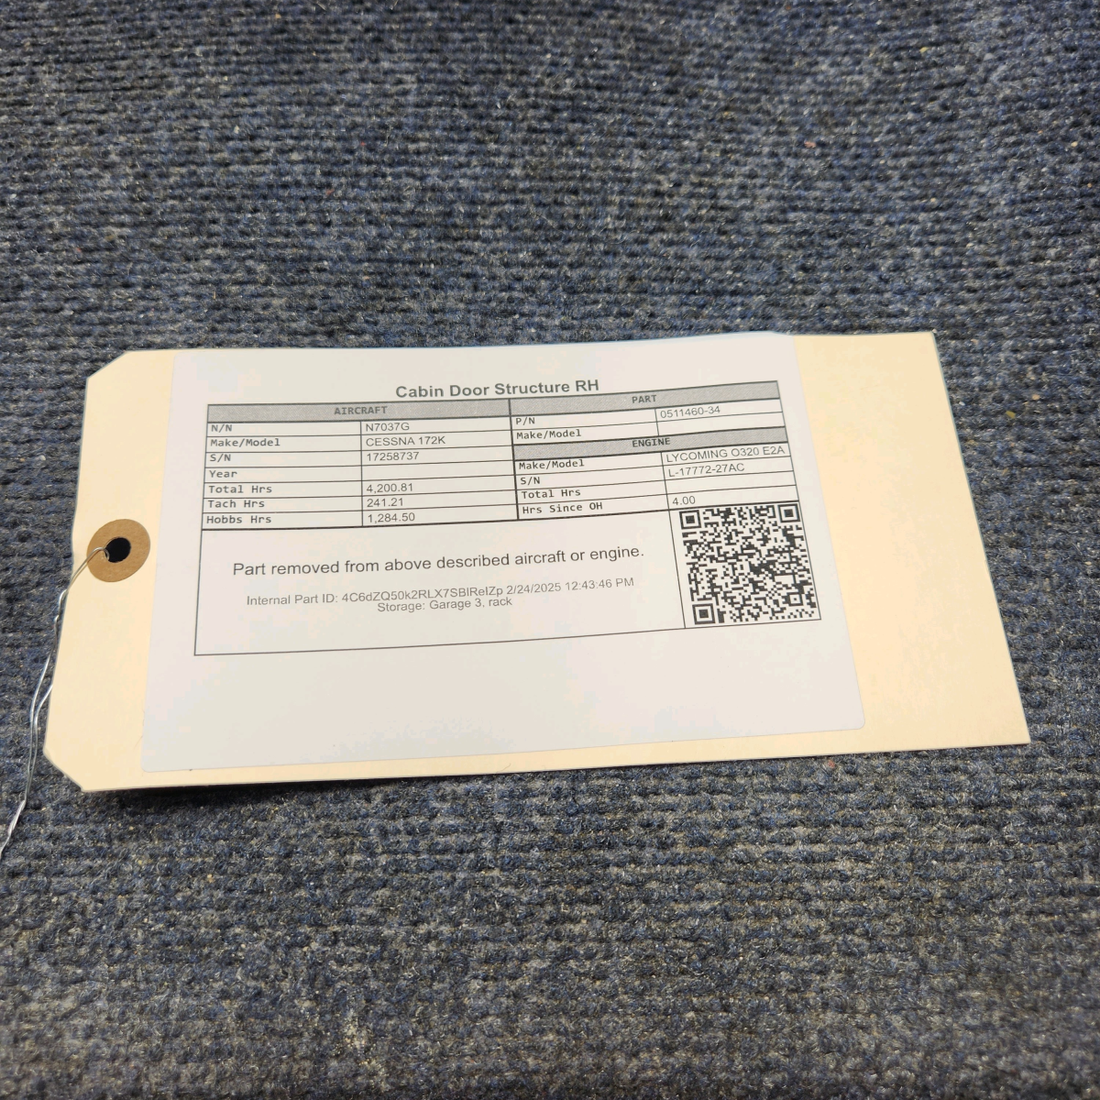 Cabin Door Structure RH
AIRCRAFT
N/N N7037G
Make/Model CESSNA 172K
S/N 17258737
Year
Total Hrs 4,200.81
Tach Hrs 241.21
Hobbs Hrs 1,284.50
PART
P/N 0511460-34
Make/Model
ENGINE
Make/Model LYCOMING O320 E2A
S/N L-17772-27AC
Total Hrs
Hrs Since OH 4.00
Part removed from above described aircraft or engine.
Internal Part ID: 4C6dZQ50k2RLX7SBlReIZp 2/24/2025 12:43:46 PM
Storage: Garage 3, rack